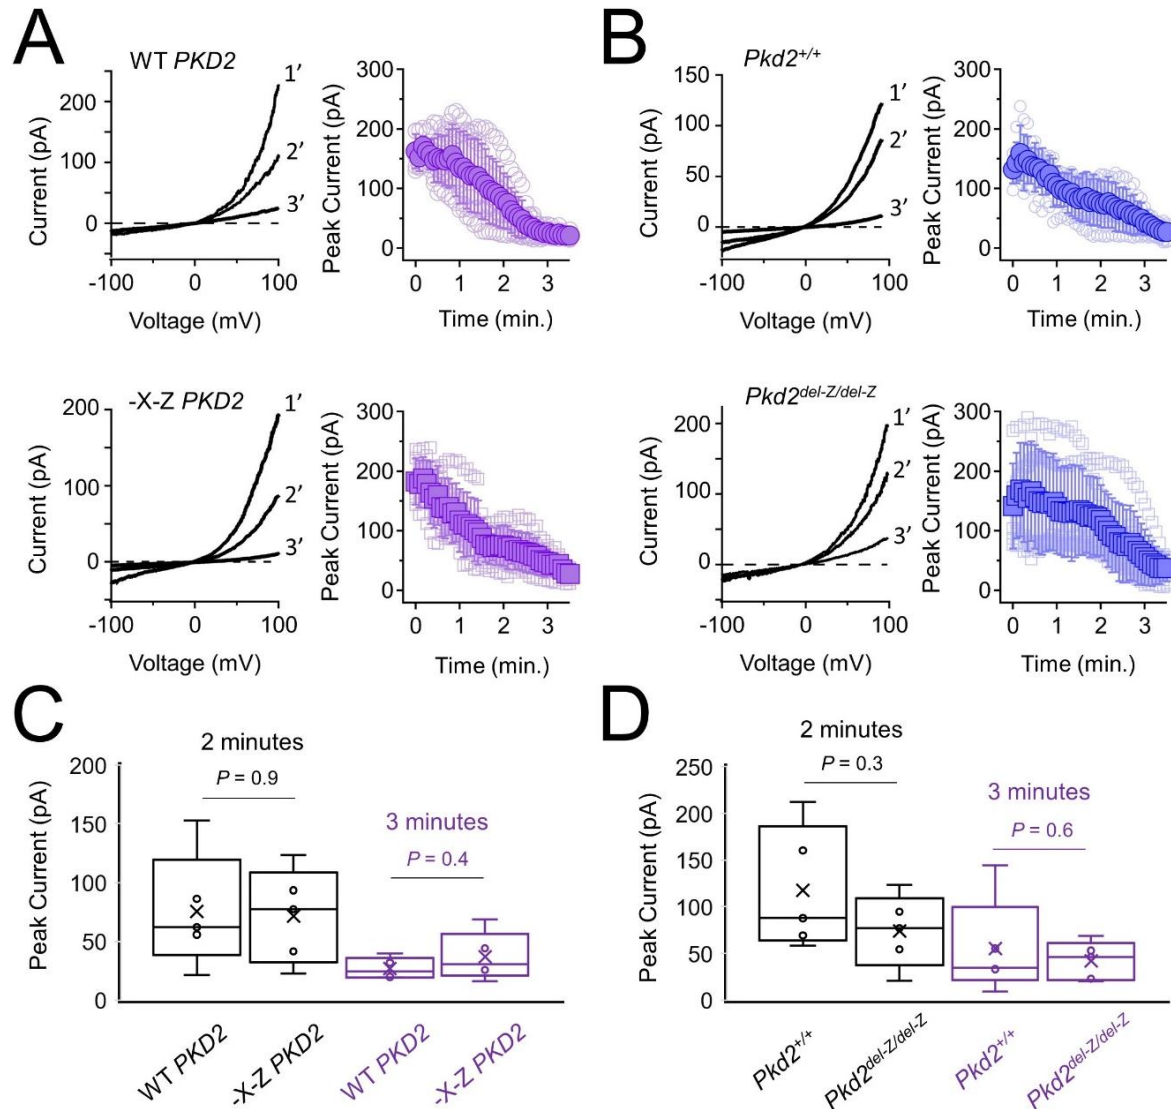 A
B
WT PKD2
Current (pA)
200
100
0
-100
0
100
Voltage (mV)
1’
2’
3’
Peak Current (pA)
300
200
100
0
0
1
2
3
Time (min.)
Pkd2+/+
Current (pA)
150
100
50
0
-100
0
100
Voltage (mV)
1’
2’
3’
Peak Current (pA)
300
200
100
0
0
1
2
3
Time (min.)
-X-Z PKD2
Current (pA)
200
100
0
-100
0
100
Voltage (mV)
1’
2’
3’
Peak Current (pA)
300
200
100
0
0
1
2
3
Time (min.)
Pkd2del-Z/del-Z
Current (pA)
200
100
0
-100
0
100
Voltage (mV)
1’
2’
3’
Peak Current (pA)
300
200
100
0
0
1
2
3
Time (min.)
C
Peak Current (pA)
200
150
100
50
0
2 minutes
P = 0.9
3 minutes
P = 0.4
WT PKD2
-X-Z PKD2
WT PKD2
-X-Z PKD2
D
Peak Current (pA)
250
200
150
100
50
0
2 minutes
P = 0.3
3 minutes
P = 0.6
Pkd2+/+
Pkd2del-Z/del-Z
Pkd2+/+
Pkd2del-Z/del-Z